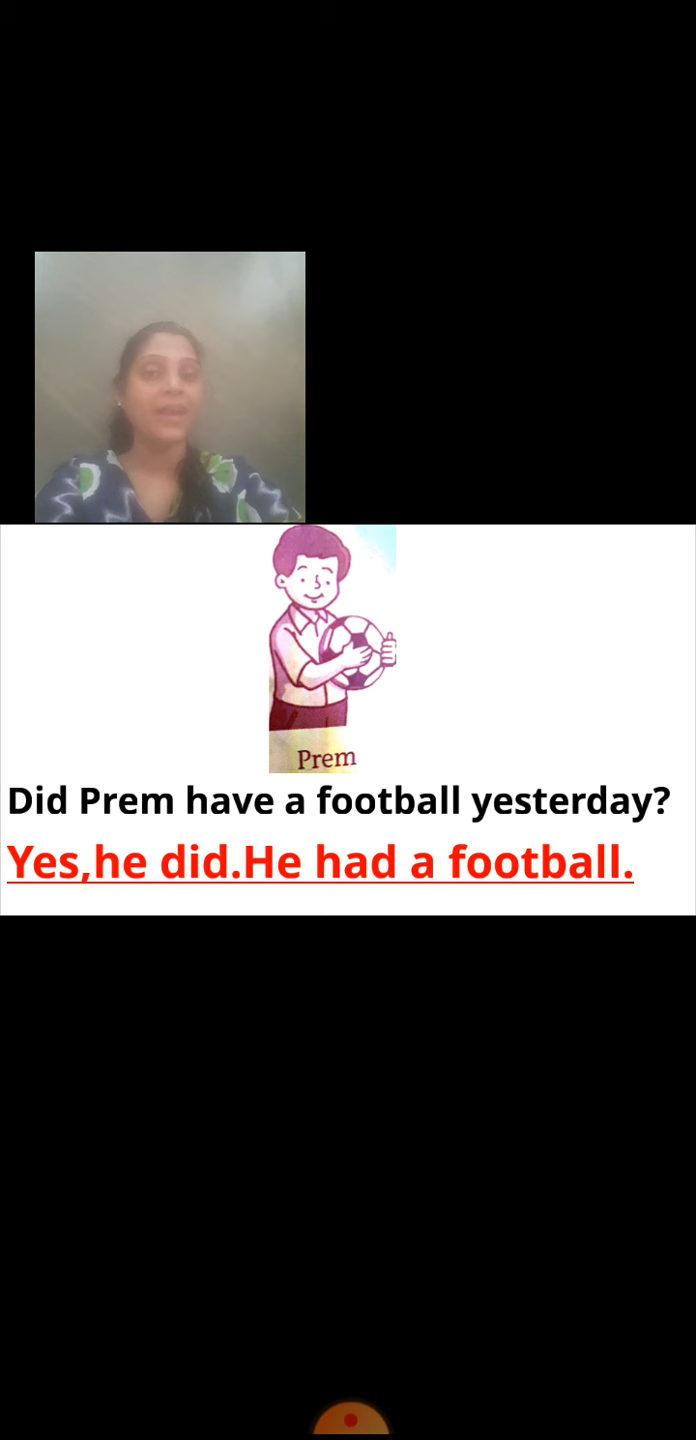 Prem
Did Prem have a football yesterday?
Yes,he did.He had a football.